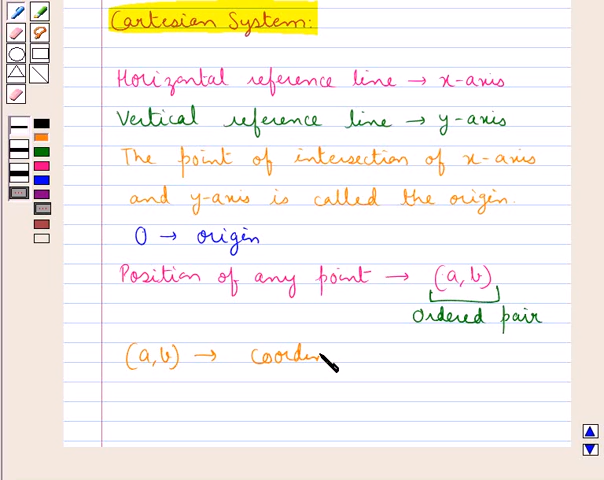 Cartesian System:
Horizontal reference line → x-axis
Vertical reference line → y-axis
The point of intersection of x-axis
and y-axis is called the origin.
O → origin
Position of any point → (a, b)
Ordered pair
(a, b) → coordin